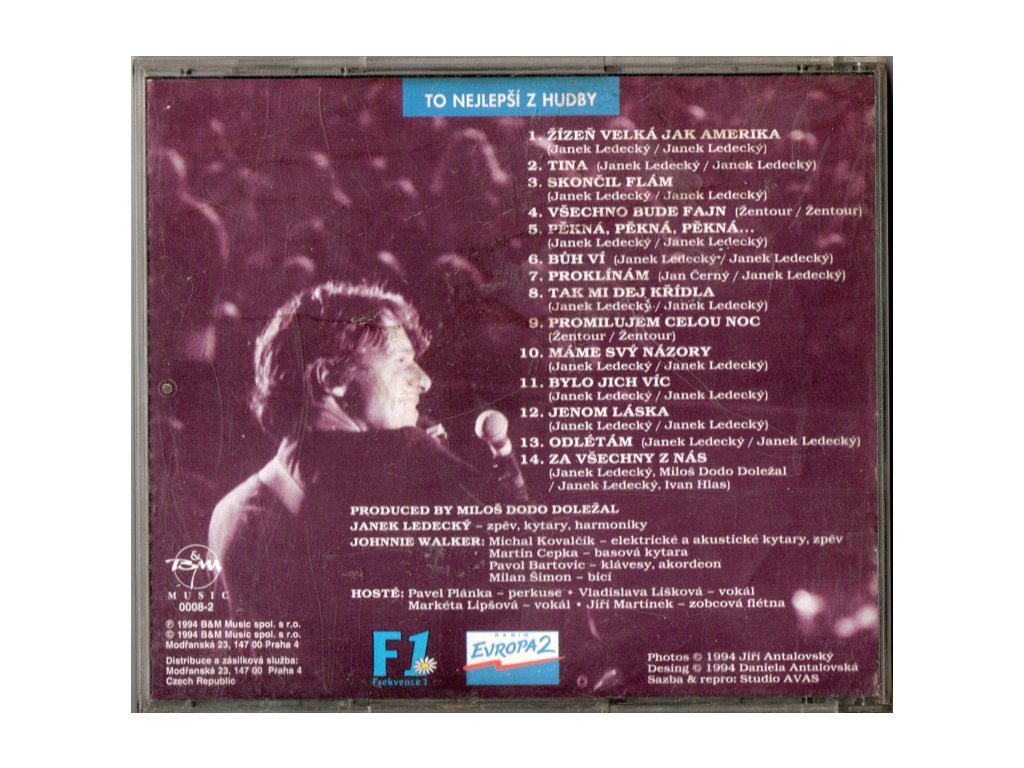 TO NEJLEPŠÍ Z HUDBY
1. ŽÍZEŇ VELKÁ JAK AMERIKA
(Janek Ledecký / Janek Ledecký)
2. TINA (Janek Ledecký / Janek Ledecký)
3. SKONČIL FLÁM
(Janek Ledecký / Janek Ledecký)
4. VŠECHNO BUDE FAJN (Žentour / Žentour)
5. PĚKNÁ, PĚKNÁ, PĚKNÁ...
(Janek Ledecký / Janek Ledecký)
6. BŮH VÍ (Janek Ledecký / Janek Ledecký)
7. PROKLÍNÁM (Jan Černý / Janek Ledecký)
8. TAK MI DEJ KŘÍDLA
(Janek Ledecký / Janek Ledecký)
9. PROMILUJEM CELOU NOC
(Žentour / Žentour)
10. MÁME SVÝ NÁZORY
(Janek Ledecký / Janek Ledecký)
11. BYLO JICH VÍC
(Janek Ledecký / Janek Ledecký)
12. JENOM LÁSKA
(Janek Ledecký / Janek Ledecký)
13. ODLÉTÁM (Janek Ledecký / Janek Ledecký)
14. ZA VŠECHNY Z NÁS
(Janek Ledecký, Miloš Dodo Doležal
/ Janek Ledecký, Ivan Hlas)
PRODUCED BY MILOŠ DODO DOLEŽAL
JANEK LEDECKÝ – zpěv, kytary, harmoniky
JOHNNIE WALKER: Michal Kovalčík – elektrické a akustické kytary, zpěv
Martin Cepka – basová kytara
Pavol Bartovic – klávesy, akordeon
Milan Šimon – bicí
HOSTÉ: Pavel Plánka – perkuse • Vladislava Lišková – vokál
Markéta Lipšová – vokál • Jiří Martínek – zobcová flétna
B&M
MUSIC
0008-2
℗ 1994 B&M Music spol. s r.o.
© 1994 B&M Music spol. s r.o.
Modřanská 23, 147 00 Praha 4
Distribuce a zásilková služba:
Modřanská 23, 147 00 Praha 4
Czech Republic
F1
Frekvence 1
RADIO
EVROPA 2
Photos © 1994 Jiří Antalovský
Desing © 1994 Daniela Antalovská
Sazba & repro: Studio AVAS